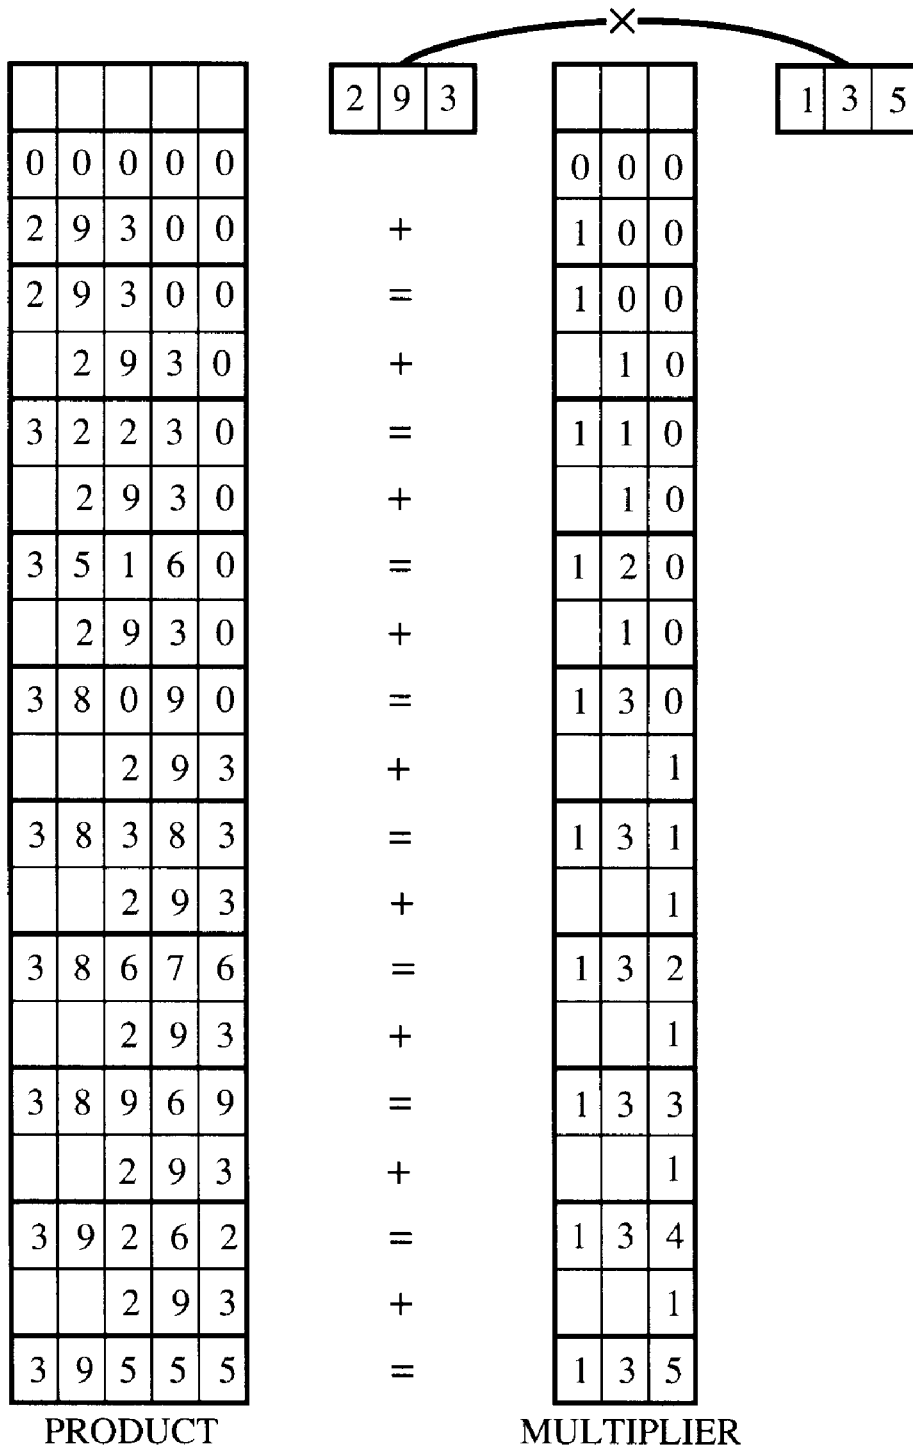 ×
2 9 3 1 3 5
0 0 0 0 0 0 0 0
2 9 3 0 0 + 1 0 0
2 9 3 0 0 = 1 0 0
2 9 3 0 + 1 0
3 2 2 3 0 = 1 1 0
2 9 3 0 + 1 0
3 5 1 6 0 = 1 2 0
2 9 3 0 + 1 0
3 8 0 9 0 = 1 3 0
2 9 3 + 1
3 8 3 8 3 = 1 3 1
2 9 3 + 1
3 8 6 7 6 = 1 3 2
2 9 3 + 1
3 8 9 6 9 = 1 3 3
2 9 3 + 1
3 9 2 6 2 = 1 3 4
2 9 3 + 1
3 9 5 5 5 = 1 3 5
PRODUCT MULTIPLIER